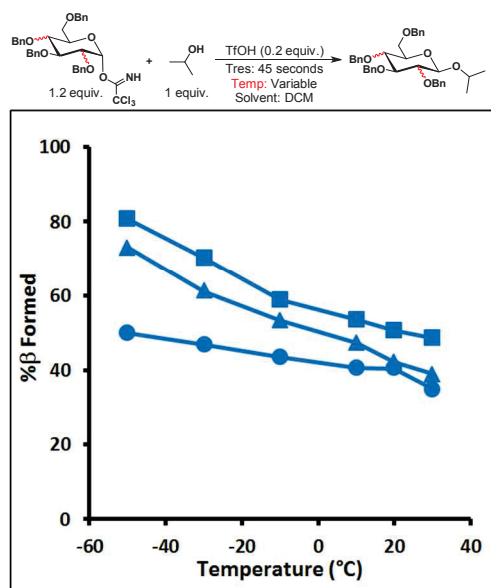 OBn
BnO
BnO
BnO
O
BnO
O
NH
CCl3
1.2 equiv.
+
OH
1 equiv.
TfOH (0.2 equiv.)
Tres: 45 seconds
Temp: Variable
Solvent: DCM
OBn
BnO
BnO
O
O
OBn
%β Formed
100
80
60
40
20
0
-60
-40
-20
0
20
40
Temperature (°C)